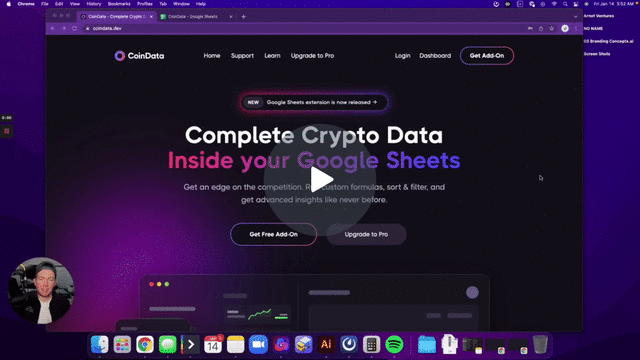 Chrome File Edit View History Bookmarks Profiles Tab Window Help
Fri Jan 14 5:52 AM
CoinData - Complete Crypto D
CoinData - Google Sheets
coindata.dev
Arnot Ventures
NO NAME
03 Branding Concepts.ai
Screen Shots
CoinData
Home Support Learn Upgrade to Pro Login Dashboard Get Add-On
NEW Google Sheets extension is now released →
Complete Crypto Data
Inside your Google Sheets
Get an edge on the competition. custom formulas, sort & filter, and
get advanced insights like never before.
Get Free Add-On Upgrade to Pro
0:00
14
Ai